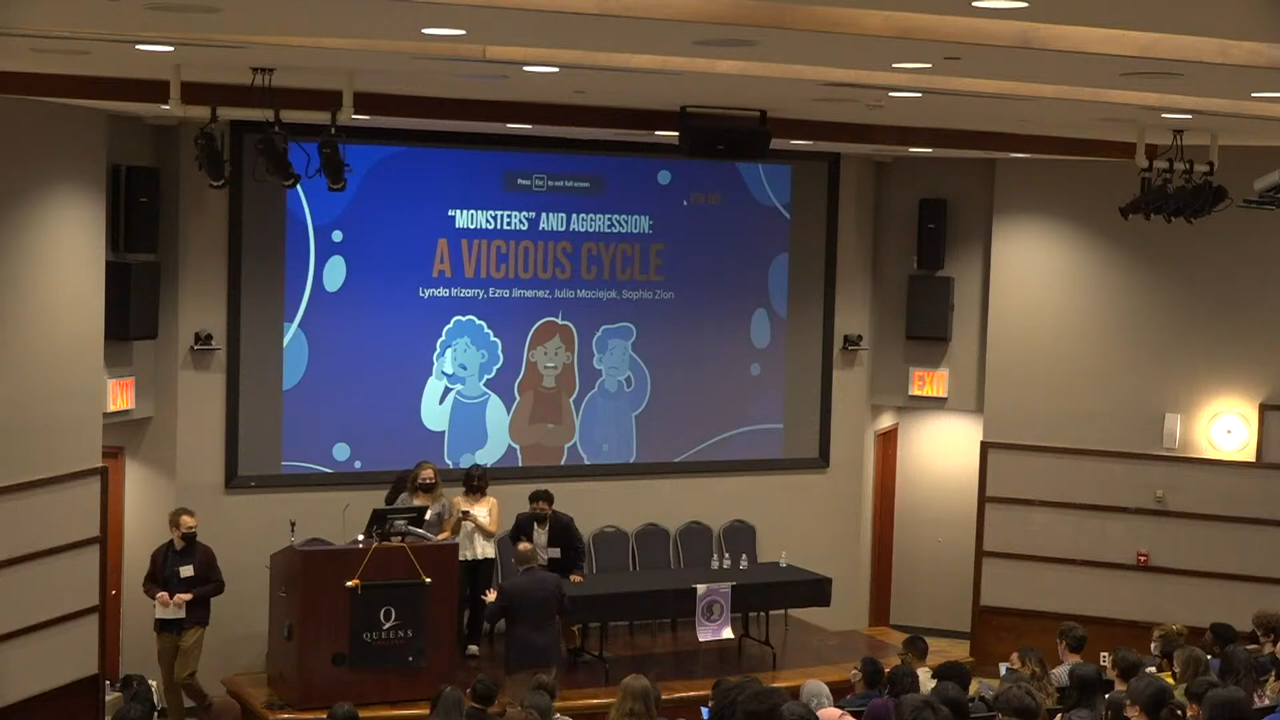 Press Esc to exit full screen
“MONSTERS” AND AGGRESSION:
A VICIOUS CYCLE
Lynda Irizarry, Ezra Jimenez, Julia Maciejak, Sophia Zion
EXIT
EXIT
Q
QUEENS
COLLEGE